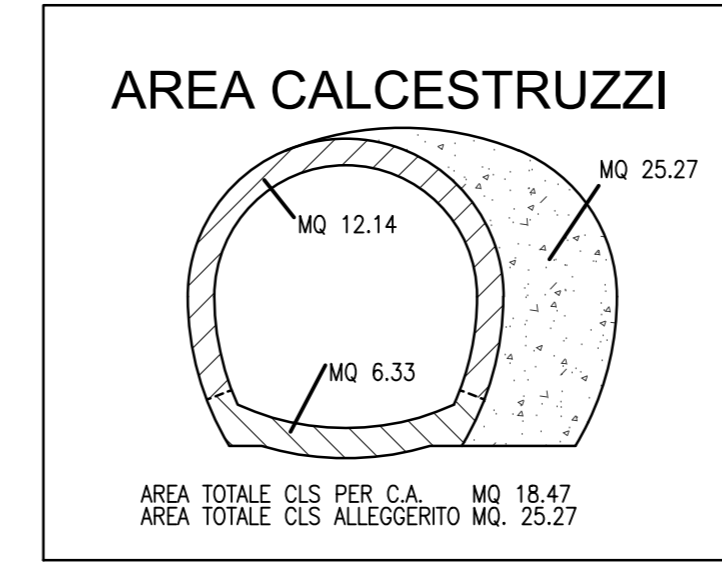 AREA CALCESTRUZZI
MQ 25.27
MQ 12.14
MQ 6.33
AREA TOTALE CLS PER C.A. MQ 18.47
AREA TOTALE CLS ALLEGGERITO MQ. 25.27